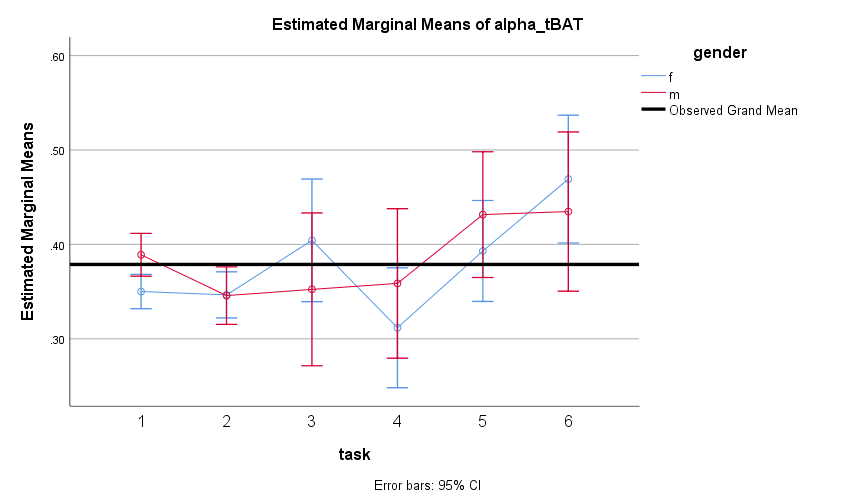 Estimated Marginal Means of alpha_tBAT
gender
f
m
Observed Grand Mean
Estimated Marginal Means
.60
.50
.40
.30
1 2 3 4 5 6
task
Error bars: 95% CI